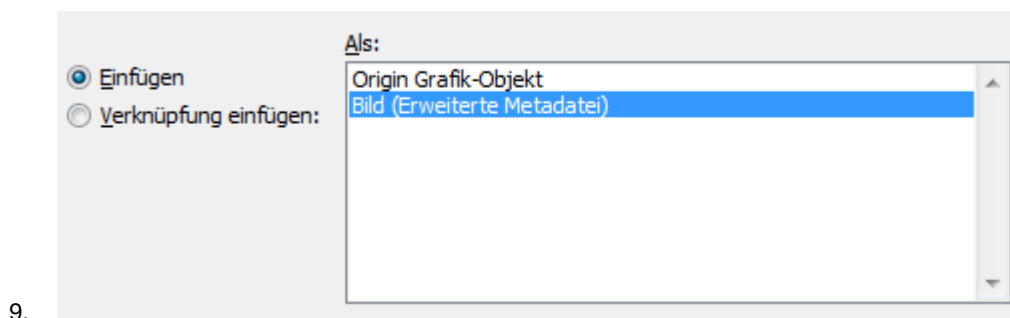 Als:
Einfügen
Origin Grafik-Objekt
Verknüpfung einfügen:
Bild (Erweiterte Metadatei)
9.